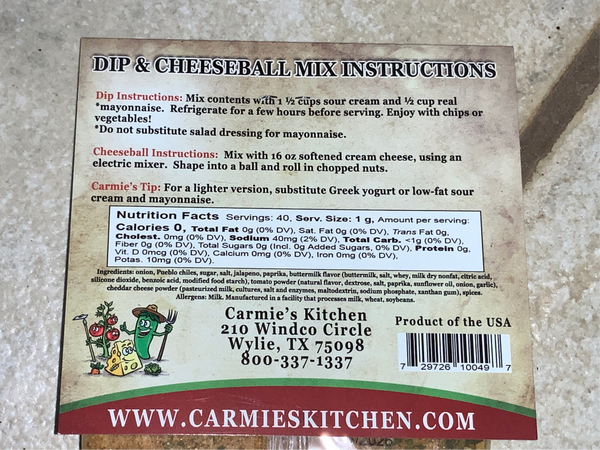 DIP & CHEESEBALL MIX INSTRUCTIONS
Dip Instructions: Mix contents with 1 ½ cups sour cream and ½ cup real
*mayonnaise. Refrigerate for a few hours before serving. Enjoy with chips or
vegetables!
*Do not substitute salad dressing for mayonnaise.
Cheeseball Instructions: Mix with 16 oz softened cream cheese, using an
electric mixer. Shape into a ball and roll in chopped nuts.
Carmie's Tip: For a lighter version, substitute Greek yogurt or low-fat sour
cream and mayonnaise.
Nutrition Facts Servings: 40, Serv. Size: 1 g, Amount per serving:
Calories 0, Total Fat 0g (0% DV), Sat. Fat 0g (0% DV), Trans Fat 0g,
Cholest. 0mg (0% DV), Sodium 40mg (2% DV), Total Carb. <1g (0% DV),
Fiber 0g (0% DV), Total Sugars 0g (Incl. 0g Added Sugars, 0% DV), Protein 0g,
Vit. D 0mcg (0% DV), Calcium 0mg (0% DV), Iron 0mg (0% DV),
Potas. 10mg (0% DV).
Ingredients: onion, Pueblo chiles, sugar, salt, jalapeno, paprika, buttermilk flavor (buttermilk, salt, whey, milk dry nonfat, citric acid,
silicone dioxide, benzoic acid, modified food starch), tomato powder (natural flavor, dextrose, salt, paprika, sunflower oil, onion, garlic),
cheddar cheese powder (pasteurized milk, cultures, salt and enzymes, maltodextrin, sodium phosphate, xanthan gum), spices.
Allergens: Milk. Manufactured in a facility that processes milk, wheat, soybeans.
Carmie's Kitchen
210 Windco Circle
Wylie, TX 75098
800-337-1337
Product of the USA
7 29726 10049 7
WWW.CARMIESKITCHEN.COM